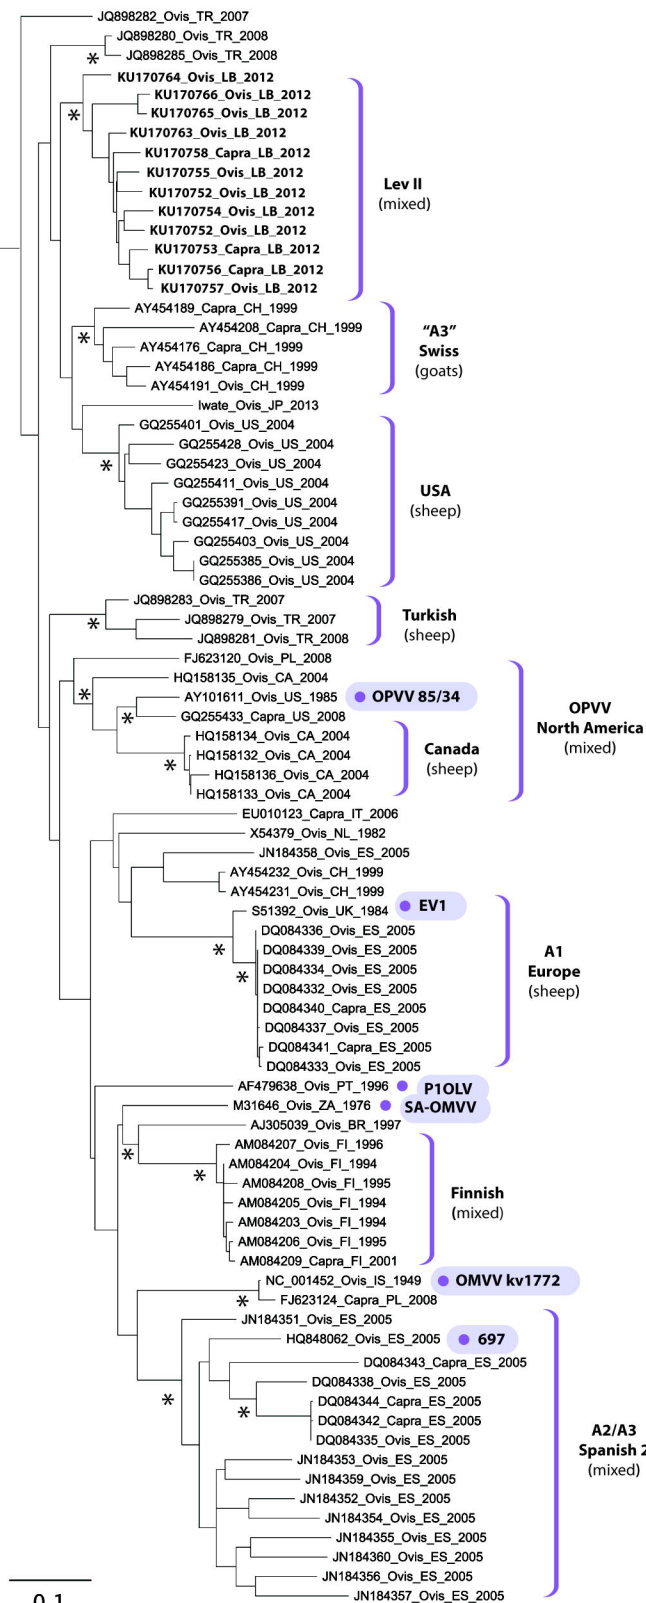 JQ898282_Ovis_TR_2007
JQ898280_Ovis_TR_2008
JQ898285_Ovis_TR_2008
*
KU170764_Ovis_LB_2012
KU170766_Ovis_LB_2012
KU170765_Ovis_LB_2012
*
KU170763_Ovis_LB_2012
KU170758_Capra_LB_2012
KU170755_Ovis_LB_2012
Lev II
KU170752_Ovis_LB_2012
(mixed)
KU170754_Ovis_LB_2012
KU170752_Ovis_LB_2012
KU170753_Capra_LB_2012
KU170756_Capra_LB_2012
KU170757_Ovis_LB_2012
AY454189_Capra_CH_1999
AY454208_Capra_CH_1999
“A3”
*
AY454176_Capra_CH_1999
Swiss
AY454186_Capra_CH_1999
(goats)
AY454191_Ovis_CH_1999
Iwate_Ovis_JP_2013
GQ255401_Ovis_US_2004
GQ255428_Ovis_US_2004
GQ255423_Ovis_US_2004
*
GQ255411_Ovis_US_2004
USA
GQ255391_Ovis_US_2004
(sheep)
GQ255417_Ovis_US_2004
GQ255403_Ovis_US_2004
GQ255385_Ovis_US_2004
GQ255386_Ovis_US_2004
JQ898283_Ovis_TR_2007
Turkish
JQ898279_Ovis_TR_2007
*
(sheep)
JQ898281_Ovis_TR_2008
FJ623120_Ovis_PL_2008
HQ158135_Ovis_CA_2004
*
AY101611_Ovis_US_1985 OPVV 85/34
OPVV
North America
(mixed)
*
GQ255433_Capra_US_2008
HQ158134_Ovis_CA_2004
HQ158132_Ovis_CA_2004
Canada
(sheep)
*
HQ158136_Ovis_CA_2004
HQ158133_Ovis_CA_2004
EU010123_Capra_IT_2006
X54379_Ovis_NL_1982
JN184358_Ovis_ES_2005
AY454232_Ovis_CH_1999
AY454231_Ovis_CH_1999
S51392_Ovis_UK_1984 EV1
DQ084336_Ovis_ES_2005
*
DQ084339_Ovis_ES_2005
A1
Europe
(sheep)
DQ084334_Ovis_ES_2005
*
DQ084332_Ovis_ES_2005
DQ084340_Capra_ES_2005
DQ084337_Ovis_ES_2005
DQ084341_Capra_ES_2005
DQ084333_Ovis_ES_2005
AF479638_Ovis_PT_1996 P1OLV
M31646_Ovis_ZA_1976 SA-OMVV
AJ305039_Ovis_BR_1997
*
AM084207_Ovis_FI_1996
AM084204_Ovis_FI_1994
*
AM084208_Ovis_FI_1995
Finnish
AM084205_Ovis_FI_1994
(mixed)
AM084203_Ovis_FI_1994
AM084206_Ovis_FI_1995
AM084209_Capra_FI_2001
NC_001452_Ovis_IS_1949 OMVV kv1772
FJ623124_Capra_PL_2008
*
JN184351_Ovis_ES_2005
HQ848062_Ovis_ES_2005 697
DQ084343_Capra_ES_2005
DQ084338_Ovis_ES_2005
*
DQ084344_Capra_ES_2005
*
DQ084342_Capra_ES_2005
A2/A3
DQ084335_Ovis_ES_2005
Spanish 2
JN184353_Ovis_ES_2005
(mixed)
JN184359_Ovis_ES_2005
JN184352_Ovis_ES_2005
JN184354_Ovis_ES_2005
JN184355_Ovis_ES_2005
JN184360_Ovis_ES_2005
JN184356_Ovis_ES_2005
JN184357_Ovis_ES_2005
0.1